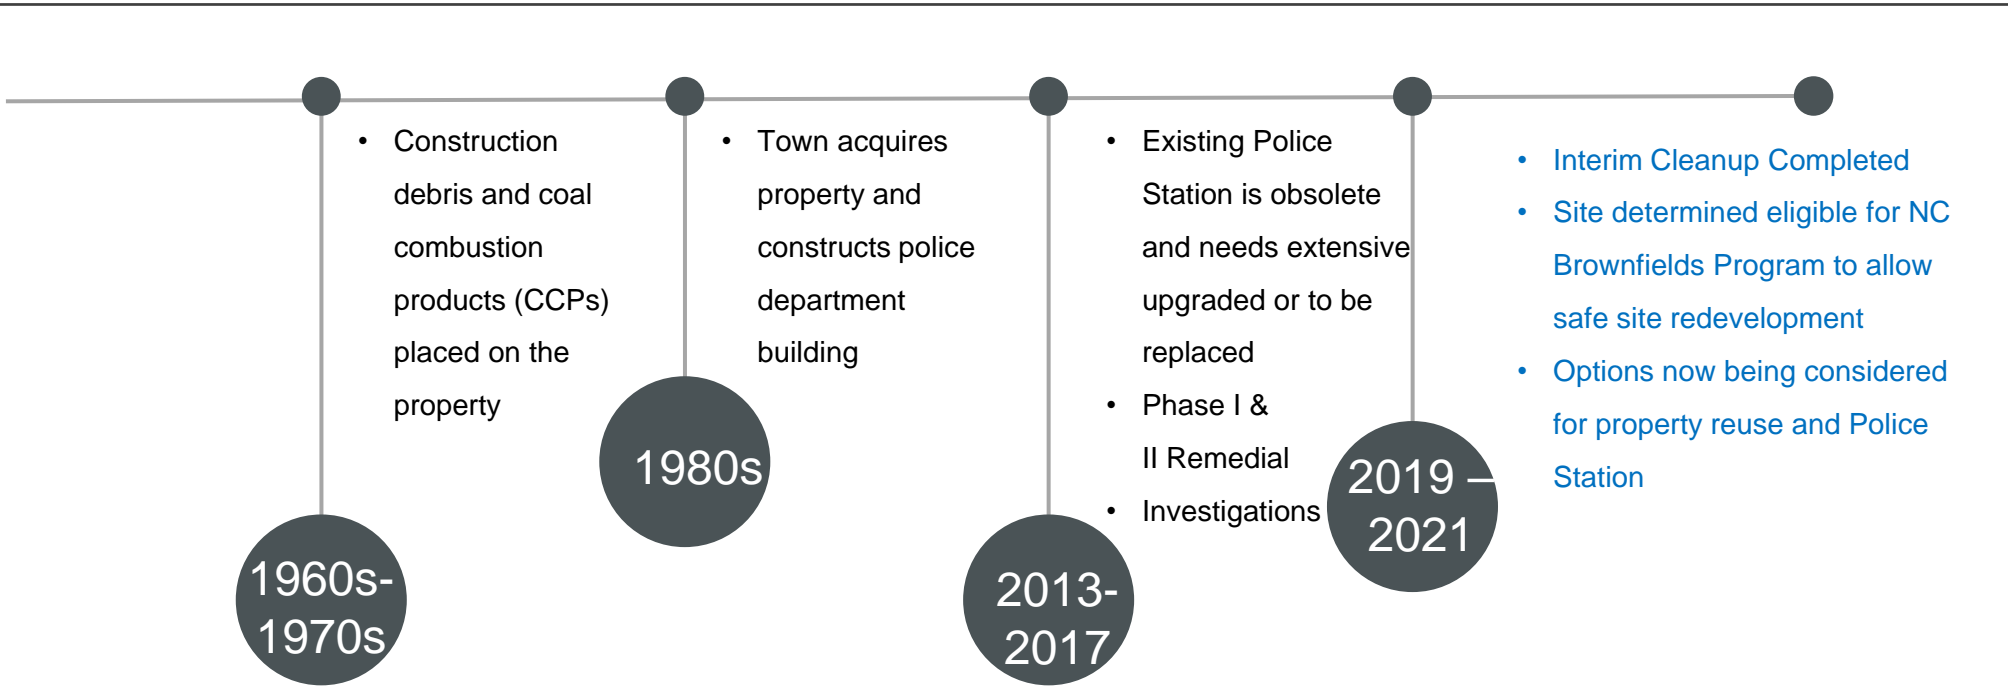 • Construction
debris and coal
combustion
products (CCPs)
placed on the
property
1960s-
1970s
• Town acquires
property and
constructs police
department
building
1980s
• Existing Police
Station is obsolete
and needs extensive
upgraded or to be
replaced
• Phase I &
II Remedial
• Investigations
2013-
2017
• Interim Cleanup Completed
• Site determined eligible for NC
Brownfields Program to allow
safe site redevelopment
• Options now being considered
for property reuse and Police
Station
2019 –
2021